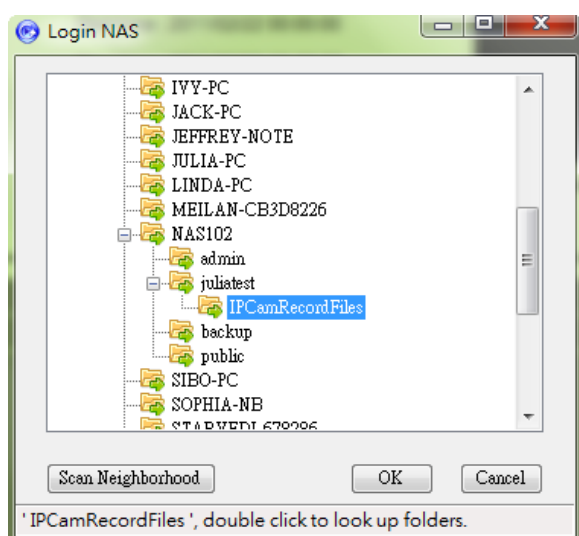 Login NAS
IVY-PC
JACK-PC
JEFFREY-NOTE
JULIA-PC
LINDA-PC
MEILAN-CB3D8226
NAS102
admin
juliatest
IPCamRecordFiles
backup
public
SIBO-PC
SOPHIA-NB
Scan Neighborhood OK Cancel
' IPCamRecordFiles ', double click to look up folders.